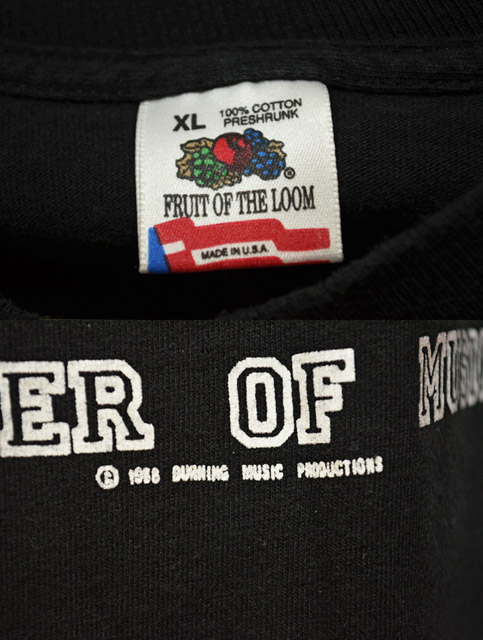 XL 100% COTTON
PRESHRUNK
FRUIT OF THE LOOM
MADE IN U.S.A.
ER OF
℗ 1988 BURNING MUSIC PRODUCTIONS